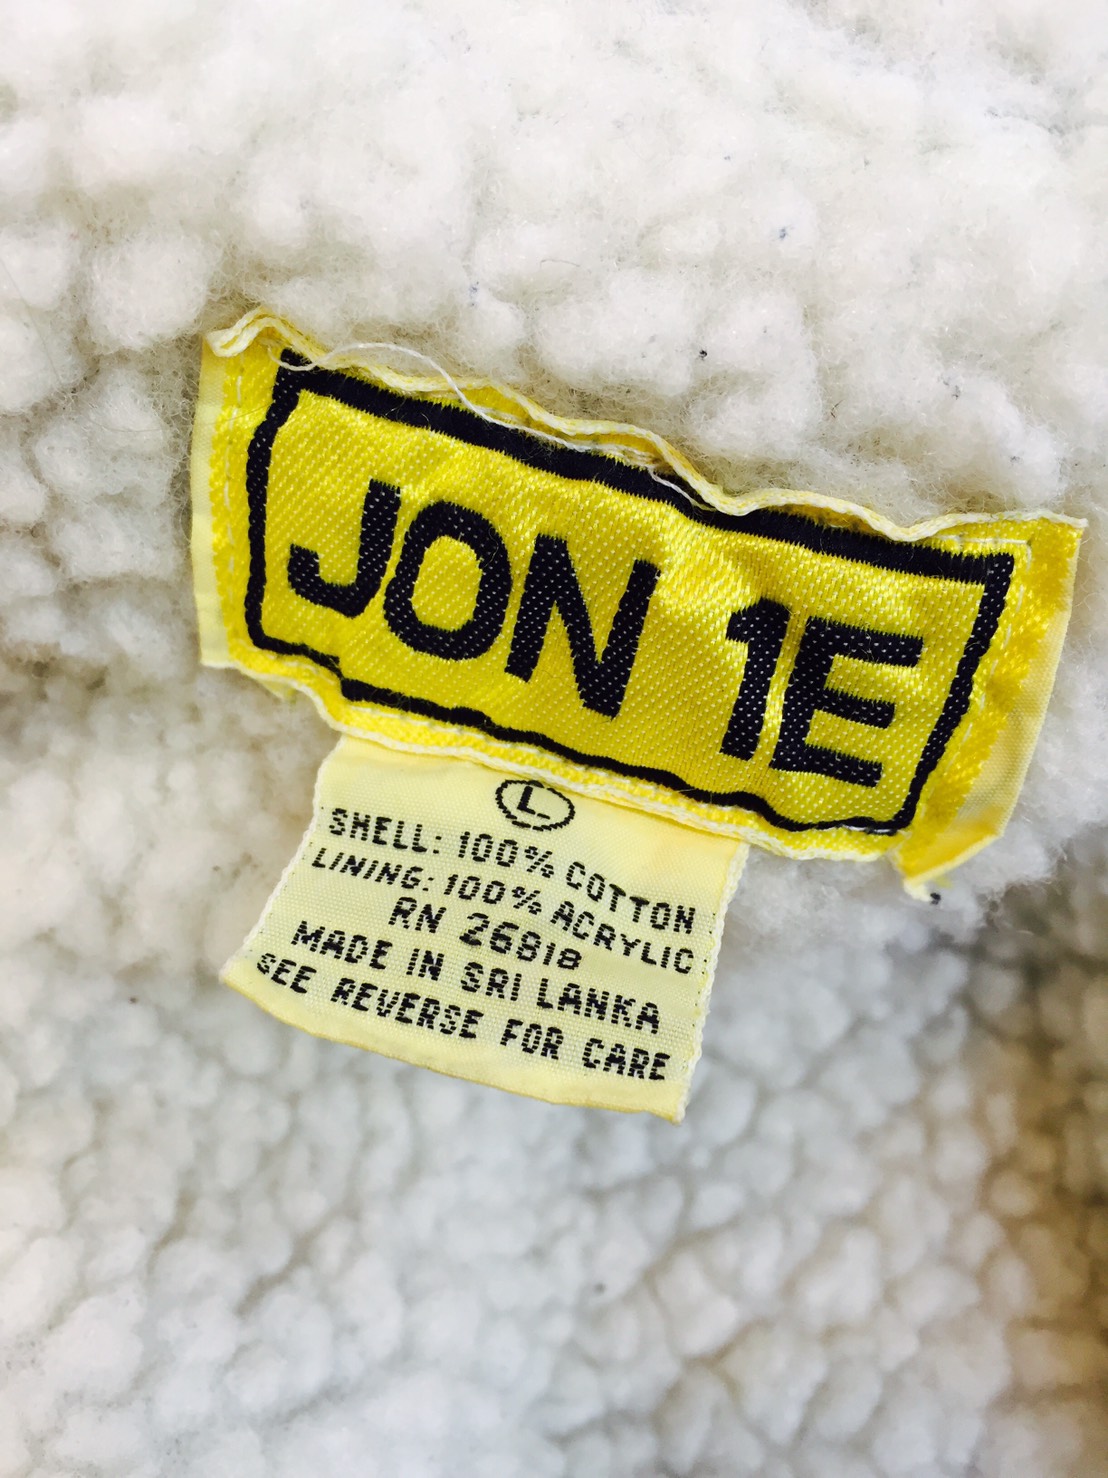 JON 1E
L
SHELL: 100% COTTON
LINING: 100% ACRYLIC
RN 26818
MADE IN SRI LANKA
SEE REVERSE FOR CARE